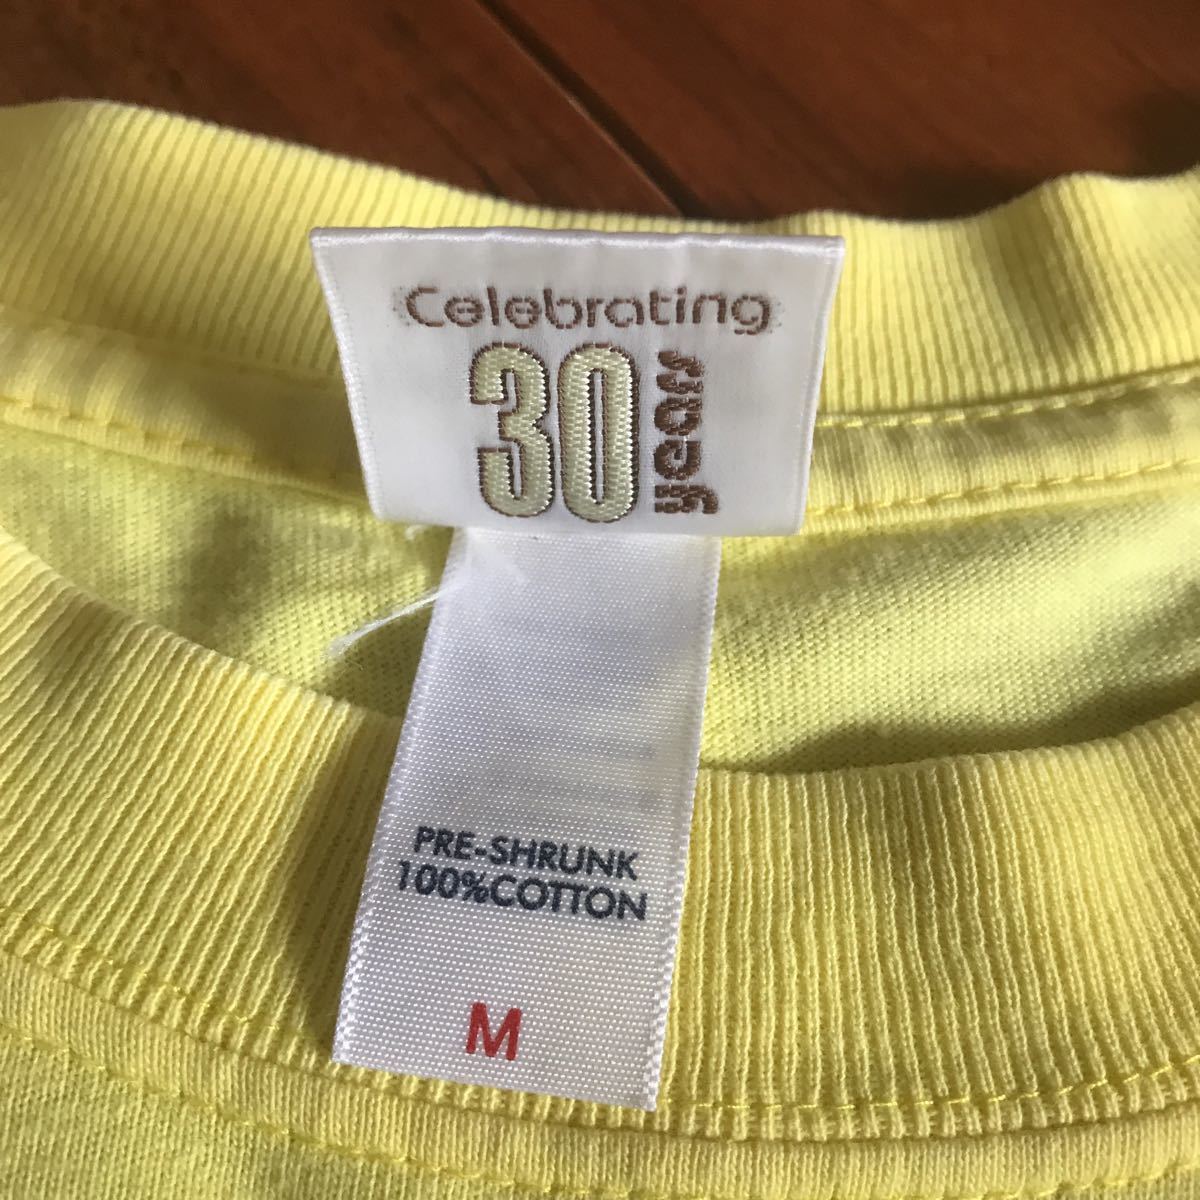 Celebrating
30 years
PRE-SHRUNK
100%COTTON
M